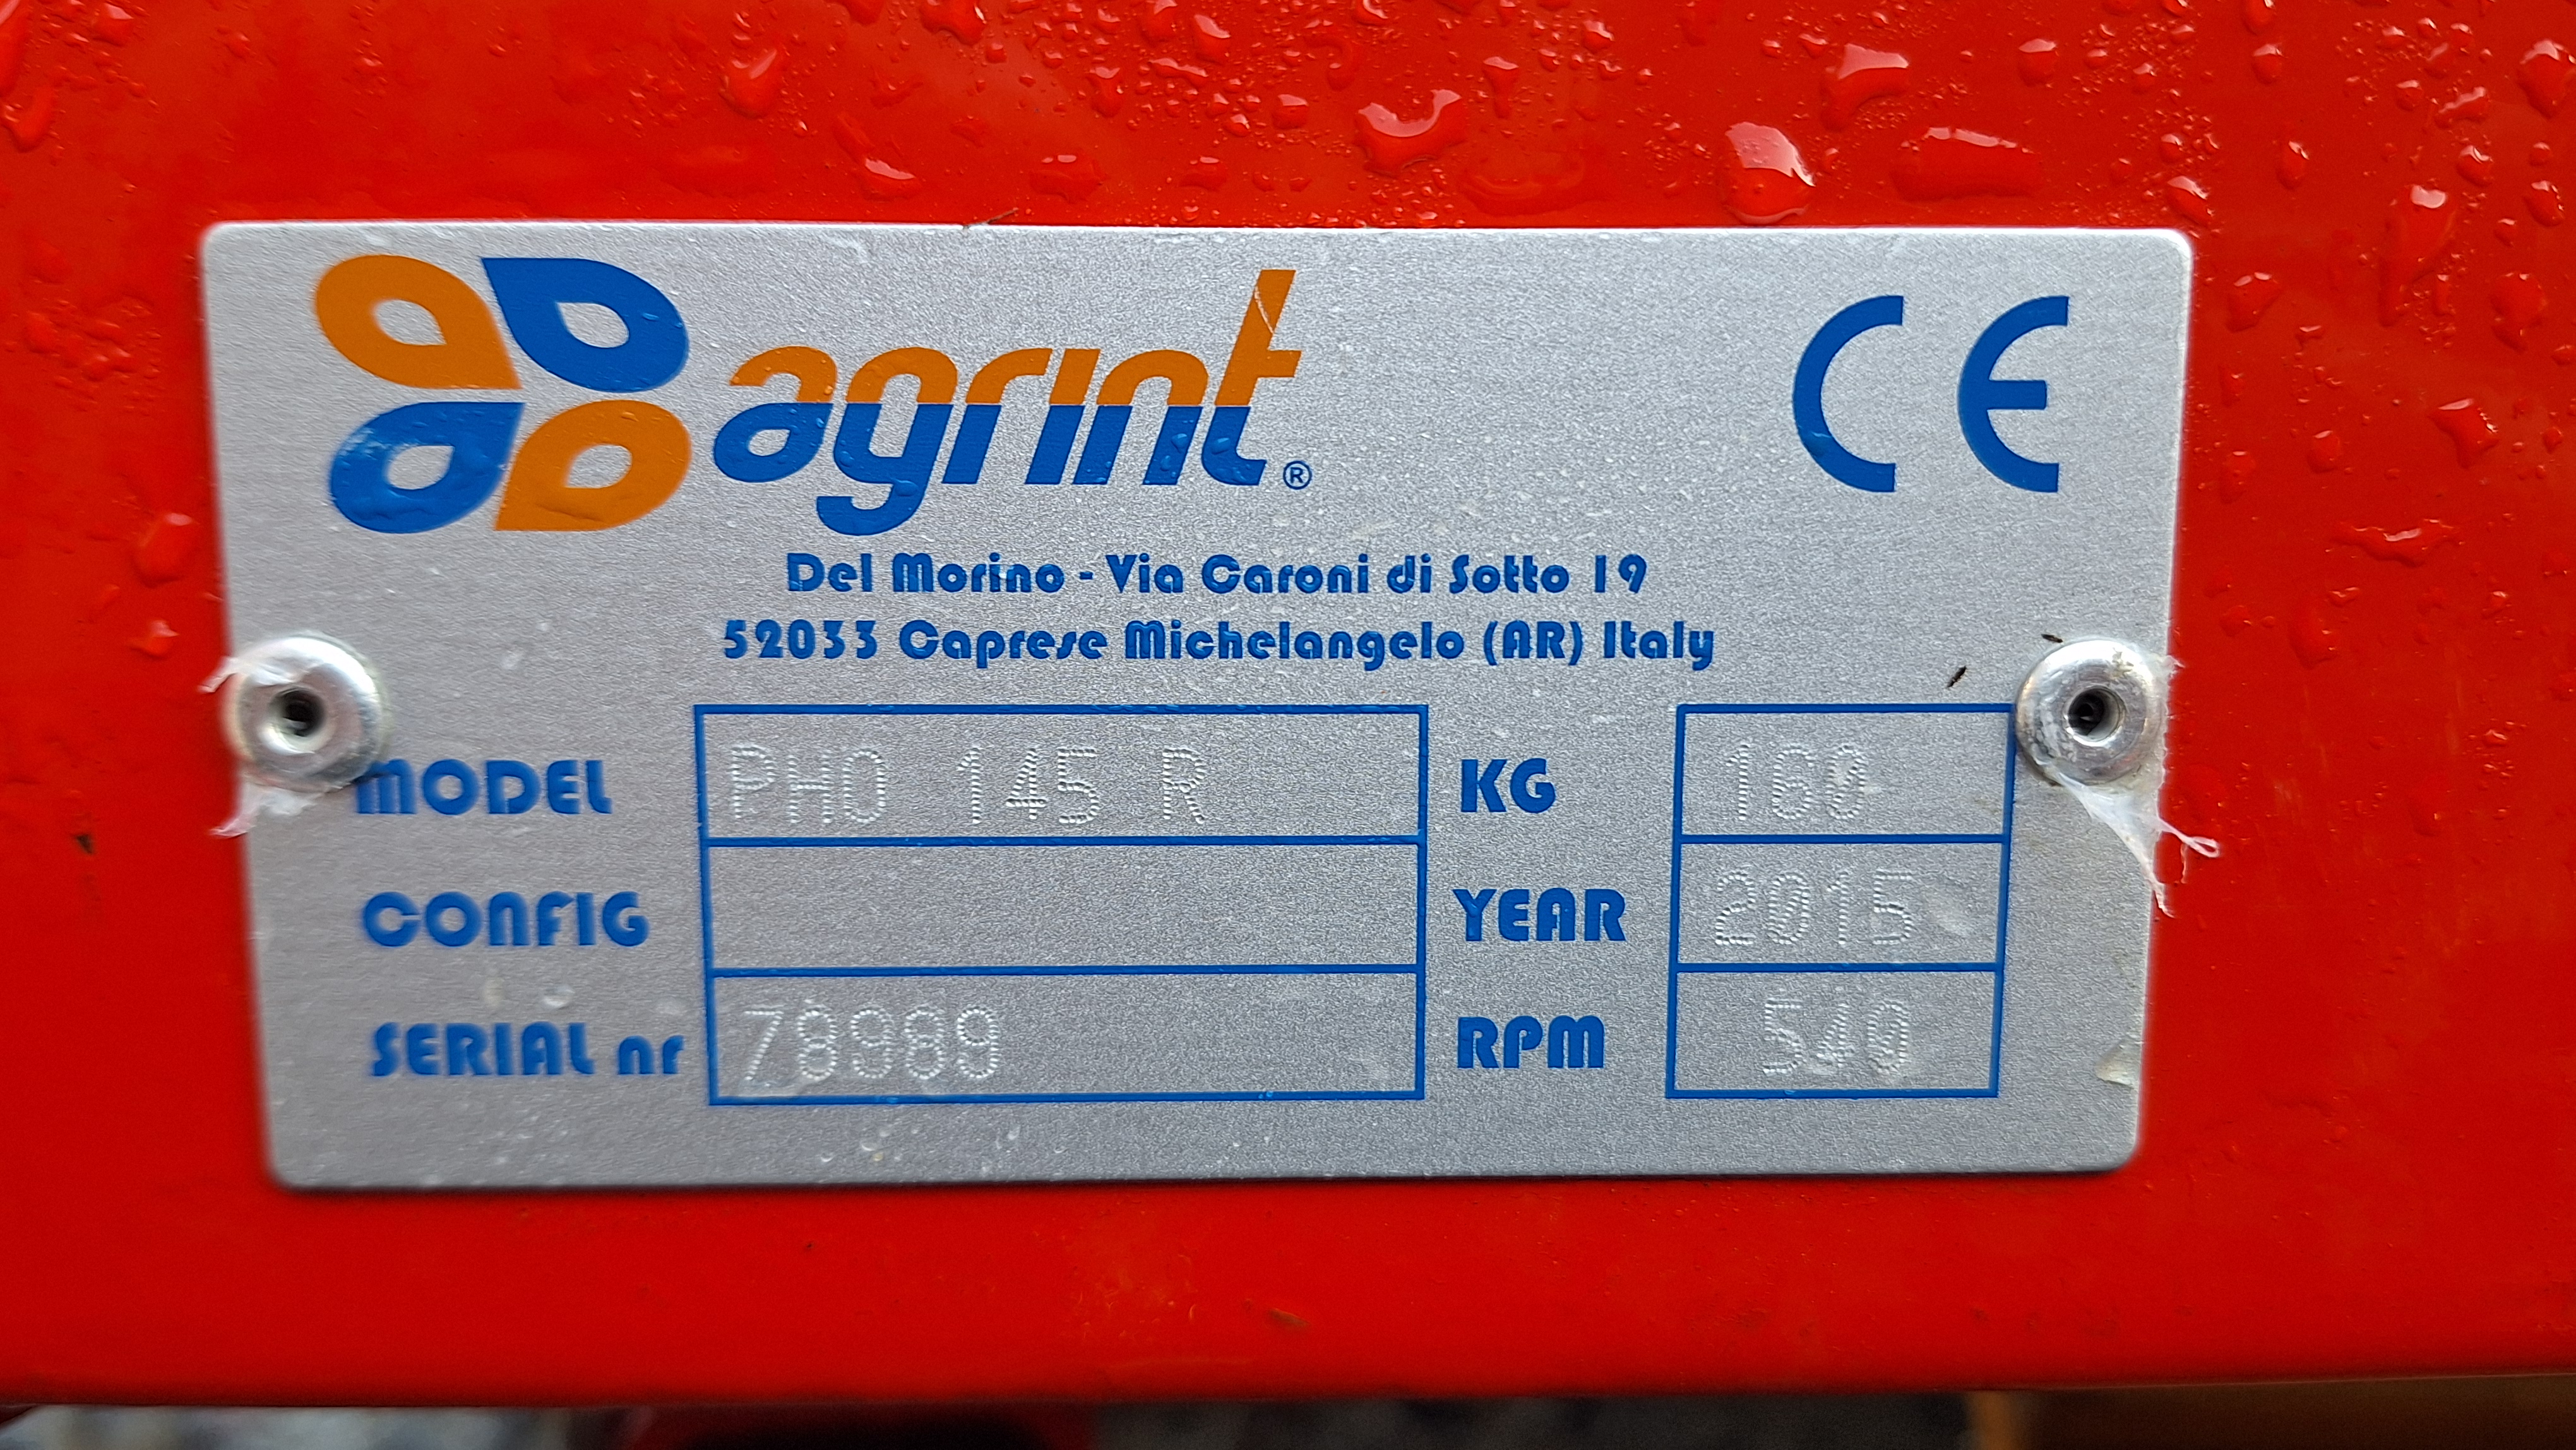 agrint®
CE
Del Morino - Via Caroni di Sotto 19
52033 Caprese Michelangelo (AR) Italy
MODEL PHO 145 R KG 160
CONFIG YEAR 2015
SERIAL nr 78989 RPM 540